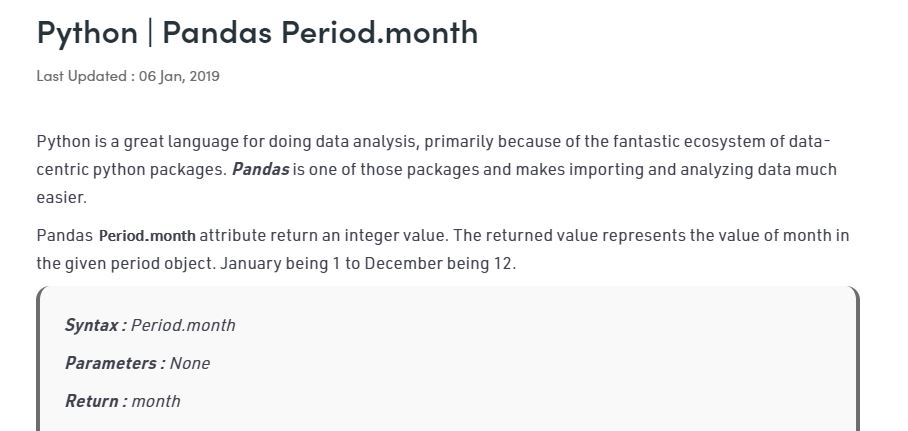 Python | Pandas Period.month
Last Updated : 06 Jan, 2019
Python is a great language for doing data analysis, primarily because of the fantastic ecosystem of data-
centric python packages. Pandas is one of those packages and makes importing and analyzing data much
easier.
Pandas Period.month attribute return an integer value. The returned value represents the value of month in
the given period object. January being 1 to December being 12.
Syntax : Period.month
Parameters : None
Return : month